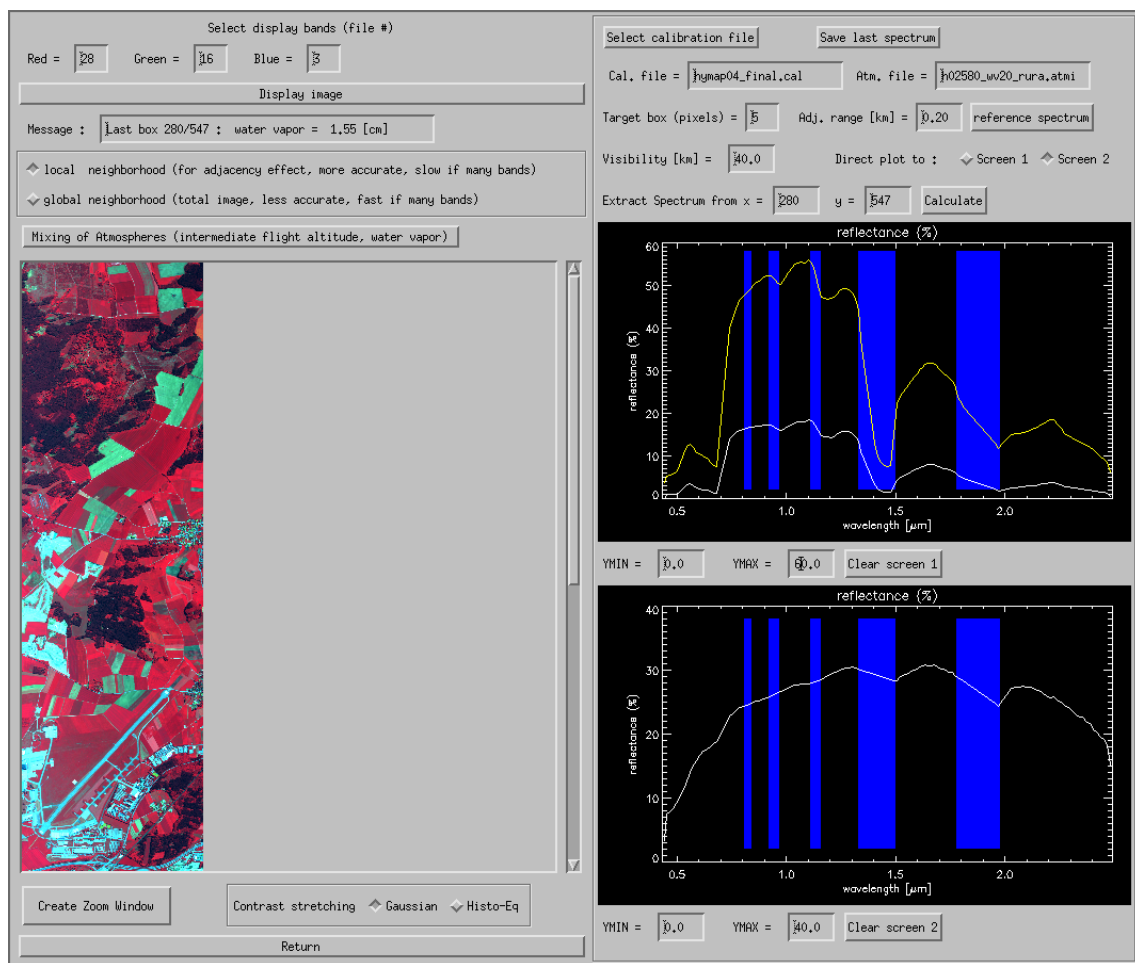 Select display bands (file #)
Red = 28 Green = 16 Blue = 3
Display image
Message : Last box 280/547 : water vapor = 1.55 [cm]
local neighborhood (for adjacency effect, more accurate, slow if many bands)
global neighborhood (total image, less accurate, fast if many bands)
Mixing of Atmospheres (intermediate flight altitude, water vapor)
Create Zoom Window
Contrast stretching Gaussian Histo-Eq
Return
Select calibration file Save last spectrum
Cal. file = hymap04_final.cal Atm. file = h02580_wv20_rura.atmi
Target box (pixels) = 5 Adj. range [km] = 0.20 reference spectrum
Visibility [km] = 40.0 Direct plot to : Screen 1 Screen 2
Extract Spectrum from x = 280 y = 547 Calculate
reflectance (%)
60
50
40
30
20
10
0
reflectance (%)
0.5 1.0 1.5 2.0
wavelength [μm]
YMIN = 0.0 YMAX = 60.0 Clear screen 1
reflectance (%)
40
30
20
10
0
reflectance (%)
0.5 1.0 1.5 2.0
wavelength [μm]
YMIN = 0.0 YMAX = 40.0 Clear screen 2